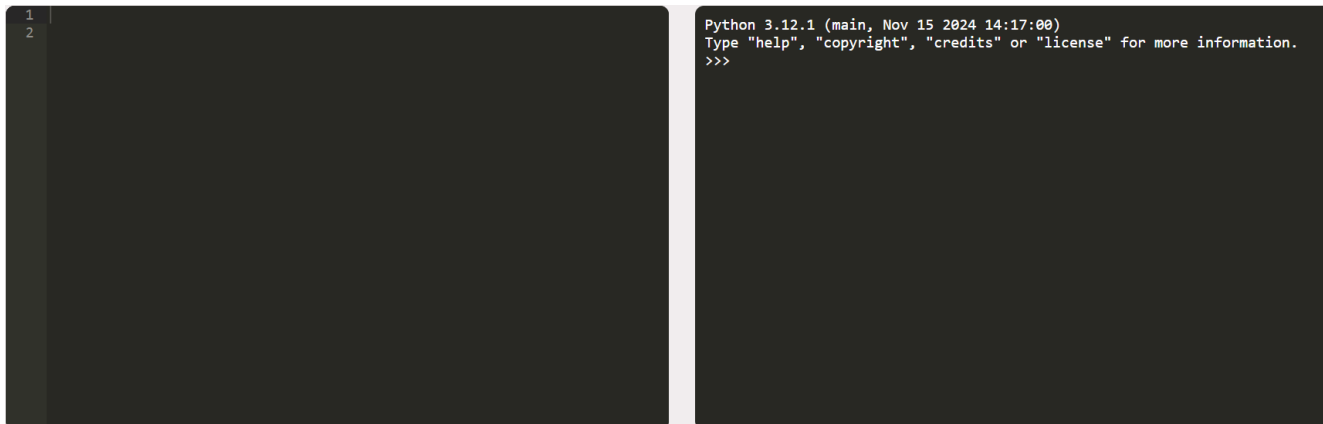 1
2
Python 3.12.1 (main, Nov 15 2024 14:17:00)
Type "help", "copyright", "credits" or "license" for more information.
>>>